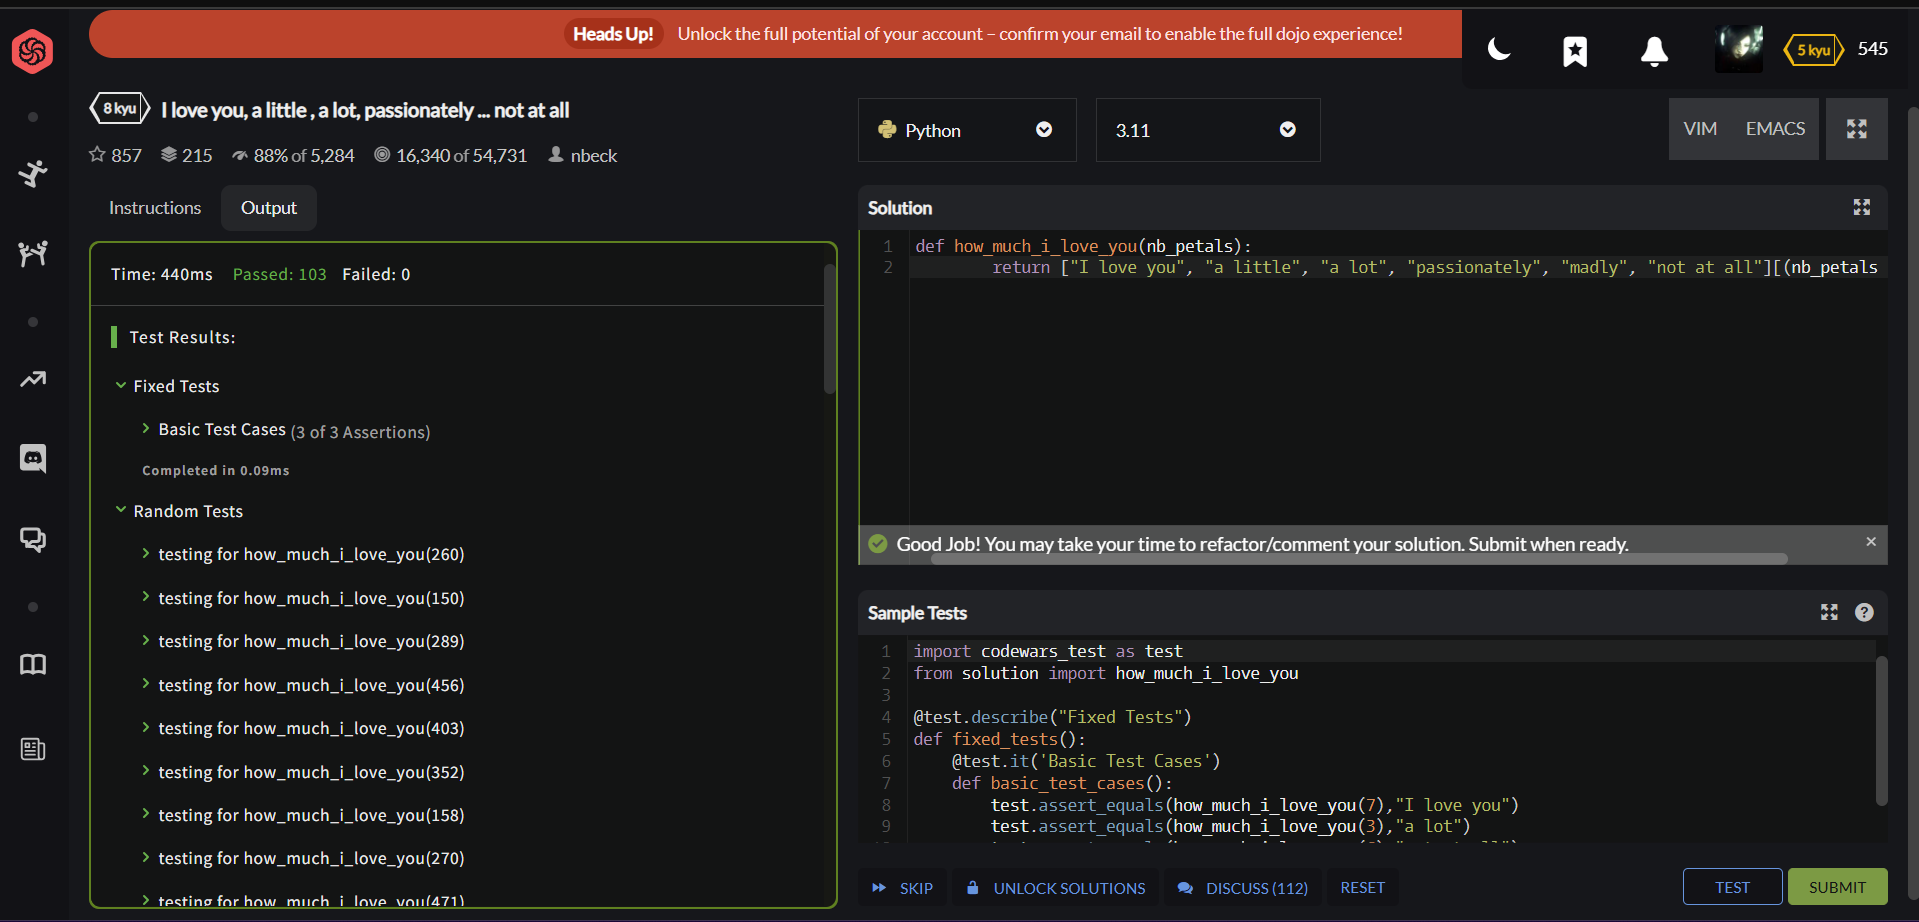 Heads Up! Unlock the full potential of your account – confirm your email to enable the full dojo experience!
5 kyu 545
8 kyu I love you, a little , a lot, passionately ... not at all
857 215 88% of 5,284 16,340 of 54,731 nbeck
Python
3.11
VIM EMACS
Instructions Output
Time: 440ms Passed: 103 Failed: 0
Test Results:
Fixed Tests
Basic Test Cases (3 of 3 Assertions)
Completed in 0.09ms
Random Tests
testing for how_much_i_love_you(260)
testing for how_much_i_love_you(150)
testing for how_much_i_love_you(289)
testing for how_much_i_love_you(456)
testing for how_much_i_love_you(403)
testing for how_much_i_love_you(352)
testing for how_much_i_love_you(158)
testing for how_much_i_love_you(270)
testing for how_much_i_love_you(471)
Solution
1 def how_much_i_love_you(nb_petals):
2 return ["I love you", "a little", "a lot", "passionately", "madly", "not at all"][(nb_petals
Good Job! You may take your time to refactor/comment your solution. Submit when ready.
Sample Tests
1 import codewars_test as test
2 from solution import how_much_i_love_you
3
4 @test.describe("Fixed Tests")
5 def fixed_tests():
6 @test.it('Basic Test Cases')
7 def basic_test_cases():
8 test.assert_equals(how_much_i_love_you(7),"I love you")
9 test.assert_equals(how_much_i_love_you(3),"a lot")
SKIP UNLOCK SOLUTIONS DISCUSS (112) RESET
TEST SUBMIT